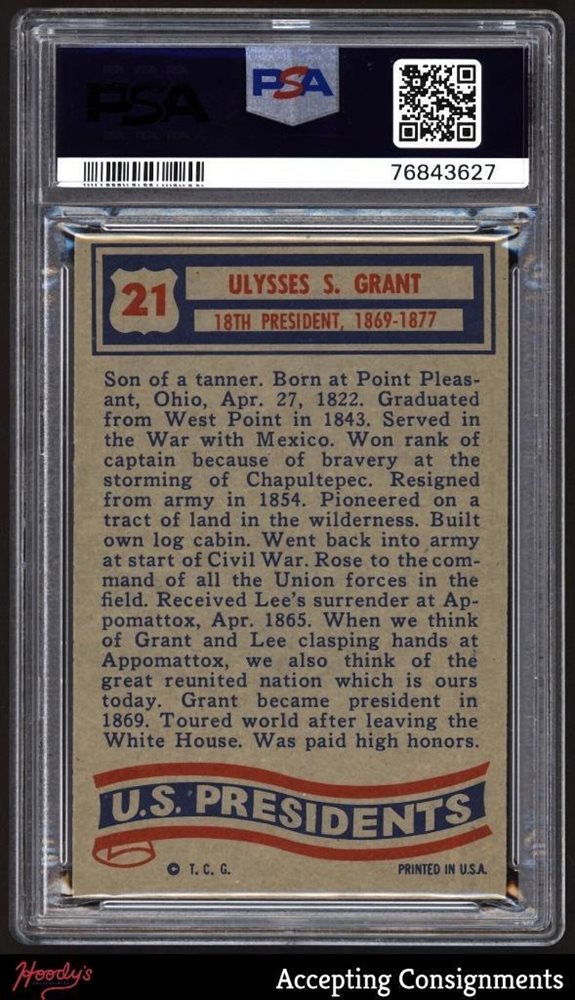 PSA
PSA
76843627
21
ULYSSES S. GRANT
18TH PRESIDENT, 1869-1877
Son of a tanner. Born at Point Pleas-
ant, Ohio, Apr. 27, 1822. Graduated
from West Point in 1843. Served in
the War with Mexico. Won rank of
captain because of bravery at the
storming of Chapultepec. Resigned
from army in 1854. Pioneered on a
tract of land in the wilderness. Built
own log cabin. Went back into army
at start of Civil War. Rose to the com-
mand of all the Union forces in the
field. Received Lee's surrender at Ap-
pomattox, Apr. 1865. When we think
of Grant and Lee clasping hands at
Appomattox, we also think of the
great reunited nation which is ours
today. Grant became president in
1869. Toured world after leaving the
White House. Was paid high honors.
U.S. PRESIDENTS
© T. C. G.
PRINTED IN U.S.A.
Hoody's
Accepting Consignments